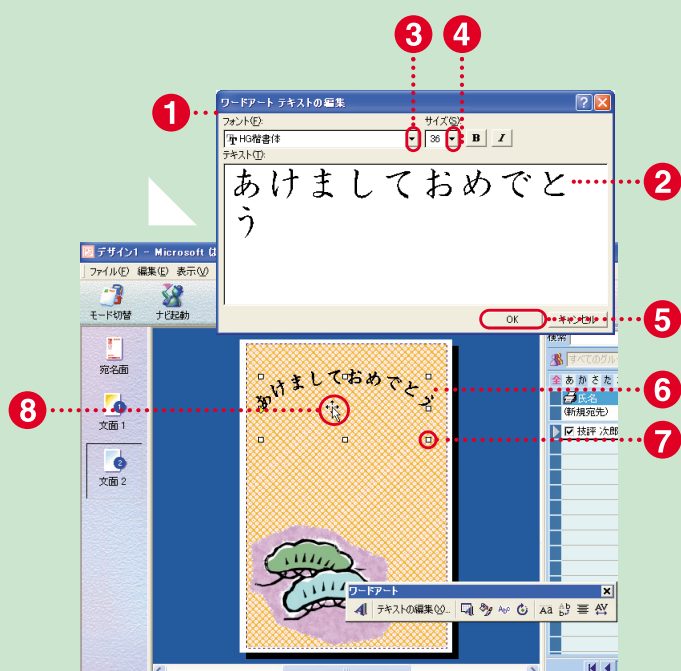 3 4
1
ワードアート テキストの編集
フォント(F): サイズ(S):
HG楷書体 36 B I
テキスト(T):
あけましておめでと
う
2
デザイン1 - Microsoft は
ファイル(F) 編集(E) 表示(V)
モード切替 ナビ起動
OK キャンセル
5
検索
すべてのグル
全 あ か さ た
氏名
(新規宛先)
技評 次郎
宛名面
文面 1
文面 2
あけましておめでとう
6
7
8
ワードアート
テキストの編集(X)... Aa AV